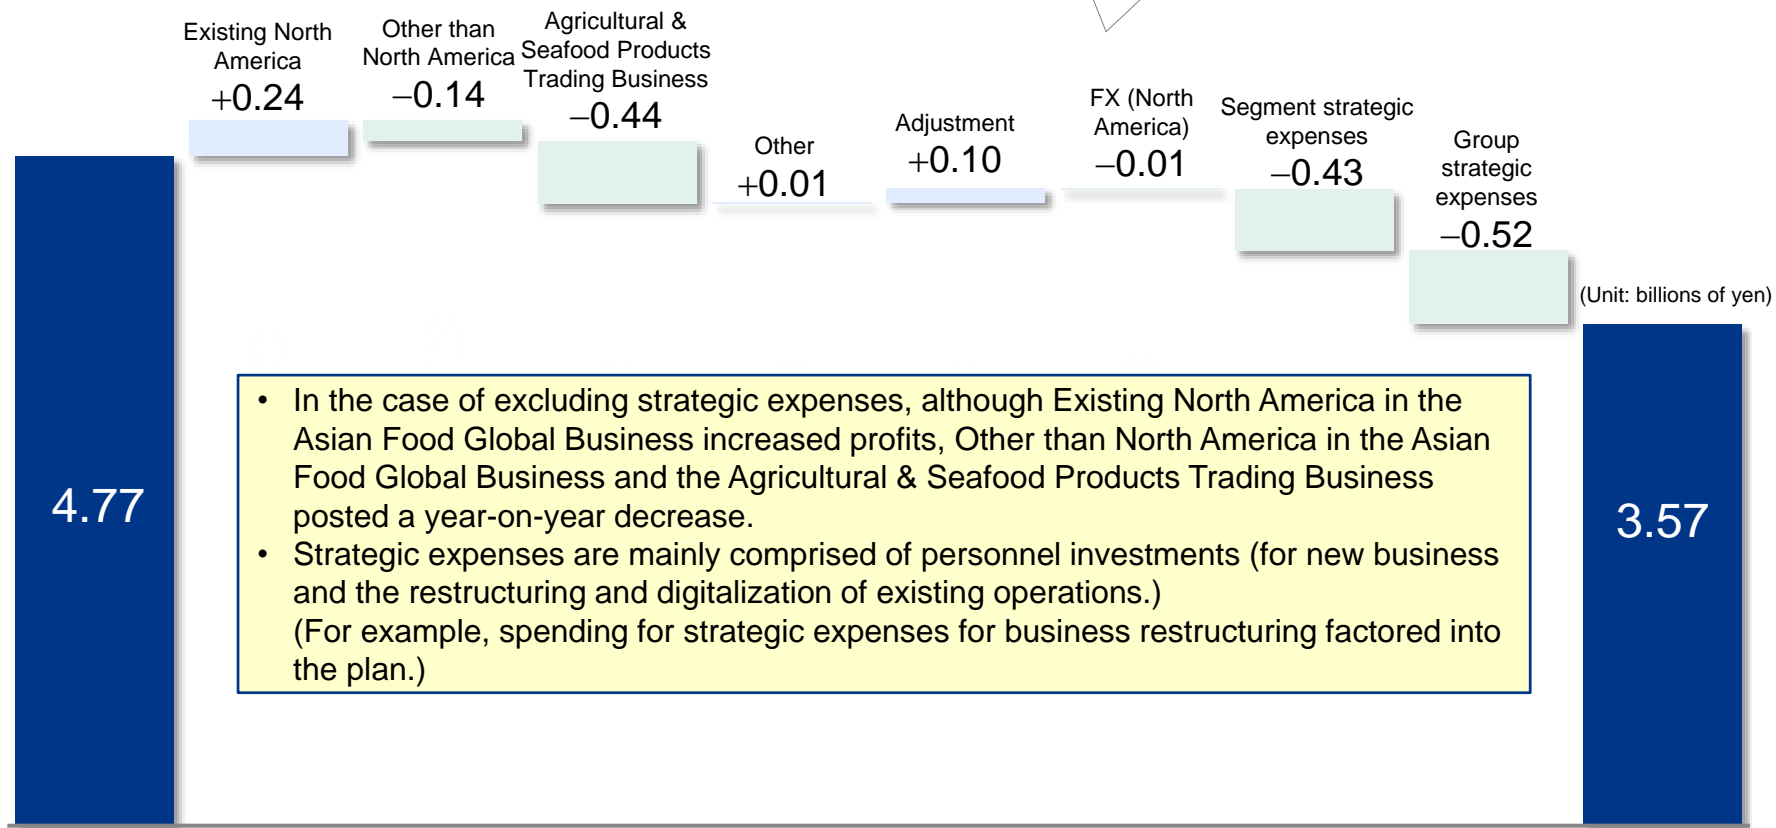 Existing North
America
+0.24
Other than
North America
−0.14
Agricultural &
Seafood Products
Trading Business
−0.44
Other
+0.01
Adjustment
+0.10
FX (North
America)
−0.01
Segment strategic
expenses
−0.43
Group
strategic
expenses
−0.52
(Unit: billions of yen)
4.77
• In the case of excluding strategic expenses, although Existing North America in the
Asian Food Global Business increased profits, Other than North America in the Asian
Food Global Business and the Agricultural & Seafood Products Trading Business
posted a year-on-year decrease.
• Strategic expenses are mainly comprised of personnel investments (for new business
and the restructuring and digitalization of existing operations.)
(For example, spending for strategic expenses for business restructuring factored into
the plan.)
3.57